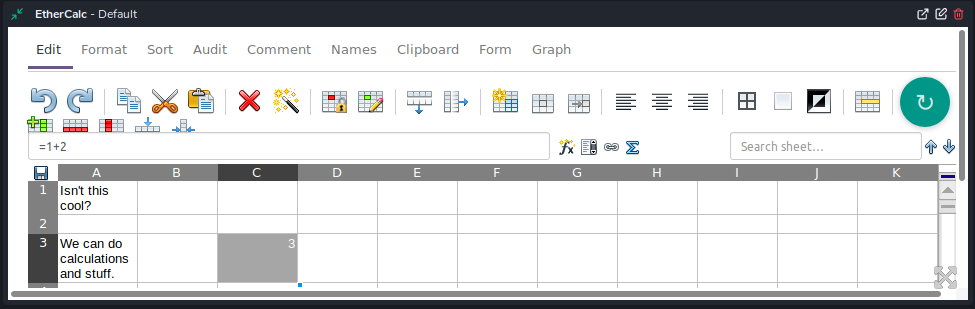 EtherCalc - Default
Edit Format Sort Audit Comment Names Clipboard Form Graph
=1+2 fx Σ Search sheet...
A B C D E F G H I J K
1 Isn't this
cool?
2
3 We can do 3
calculations
and stuff.